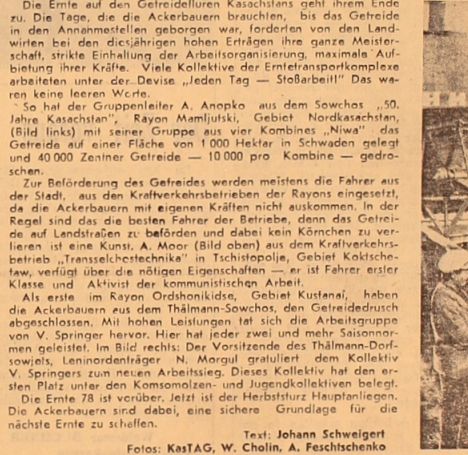 Die Ernte auf den Getreidefluren Kasachstans geht ihrem Ende
zu. Die Tage, die die Ackerbauern brauchten, bis das Getreide
in den Annahmestellen geborgen war, forderten von den Land-
wirten bei den diesjährigen hohen Erträgen ihre ganze Meister-
schaft, strikte Einhaltung der Arbeitsorganisierung, maximale Auf-
bietung ihrer Kräfte. Viele Kollektive der Erntetransportkomplexe
arbeiteten unter der Devise „Jeden Tag — Stoßarbeit!" Das wa-
ren keine leeren Worte.
So hat der Gruppenleiter A. Anopko aus dem Sowchos „50.
Jahre Kasachstan", Rayon Mamljutski, Gebiet Nordkasachstan,
(Bild links) mit seiner Gruppe aus vier Kombines „Niwa" das
Getreide auf einer Fläche von 1 000 Hektar in Schwaden gelegt
und 40 000 Zentner Getreide — 10 000 pro Kombine — gedro-
schen.
Zur Beförderung des Getreides werden meistens die Fahrer aus
der Stadt, aus den Kraftverkehrsbetrieben der Rayons eingesetzt,
da die Ackerbauern mit eigenen Kräften nicht auskommen. In der
Regel sind das die besten Fahrer der Betriebe, denn das Getrei-
de auf Landstraßen zu befördern und dabei kein Körnchen zu ver-
lieren ist eine Kunst. A. Moor (Bild oben) aus dem Kraftverkehrs-
betrieb „Transselchostechnika" in Tschistopolje, Gebiet Koktsche-
taw, verfügt über die nötigen Eigenschaften — er ist Fahrer erster
Klasse und Aktivist der kommunistischen Arbeit.
Als erste im Rayon Ordshonikidse, Gebiet Kustanai, haben
die Ackerbauern aus dem Thälmann-Sowchos, den Getreidedrusch
abgeschlossen. Mit hohen Leistungen tat sich die Arbeitsgruppe
von V. Springer hervor. Hier hat jeder zwei und mehr Saisonnor-
men geleistet. Im Bild rechts: Der Vorsitzende des Thälmann-Dorf-
sowjets, Leninordenträger N. Morgul gratuliert dem Kollektiv
V. Springers zum neuen Arbeitssieg. Dieses Kollektiv hat den er-
sten Platz unter den Komsomolzen- und Jugendkollektiven belegt.
Die Ernte 78 ist vorüber. Jetzt ist der Herbststurz Hauptanliegen.
Die Ackerbauern sind dabei, eine sichere Grundlage für die
nächste Ernte zu schaffen.
Text: Johann Schweigert
Fotos: KasTAG, W. Cholin, A. Feschtschenko